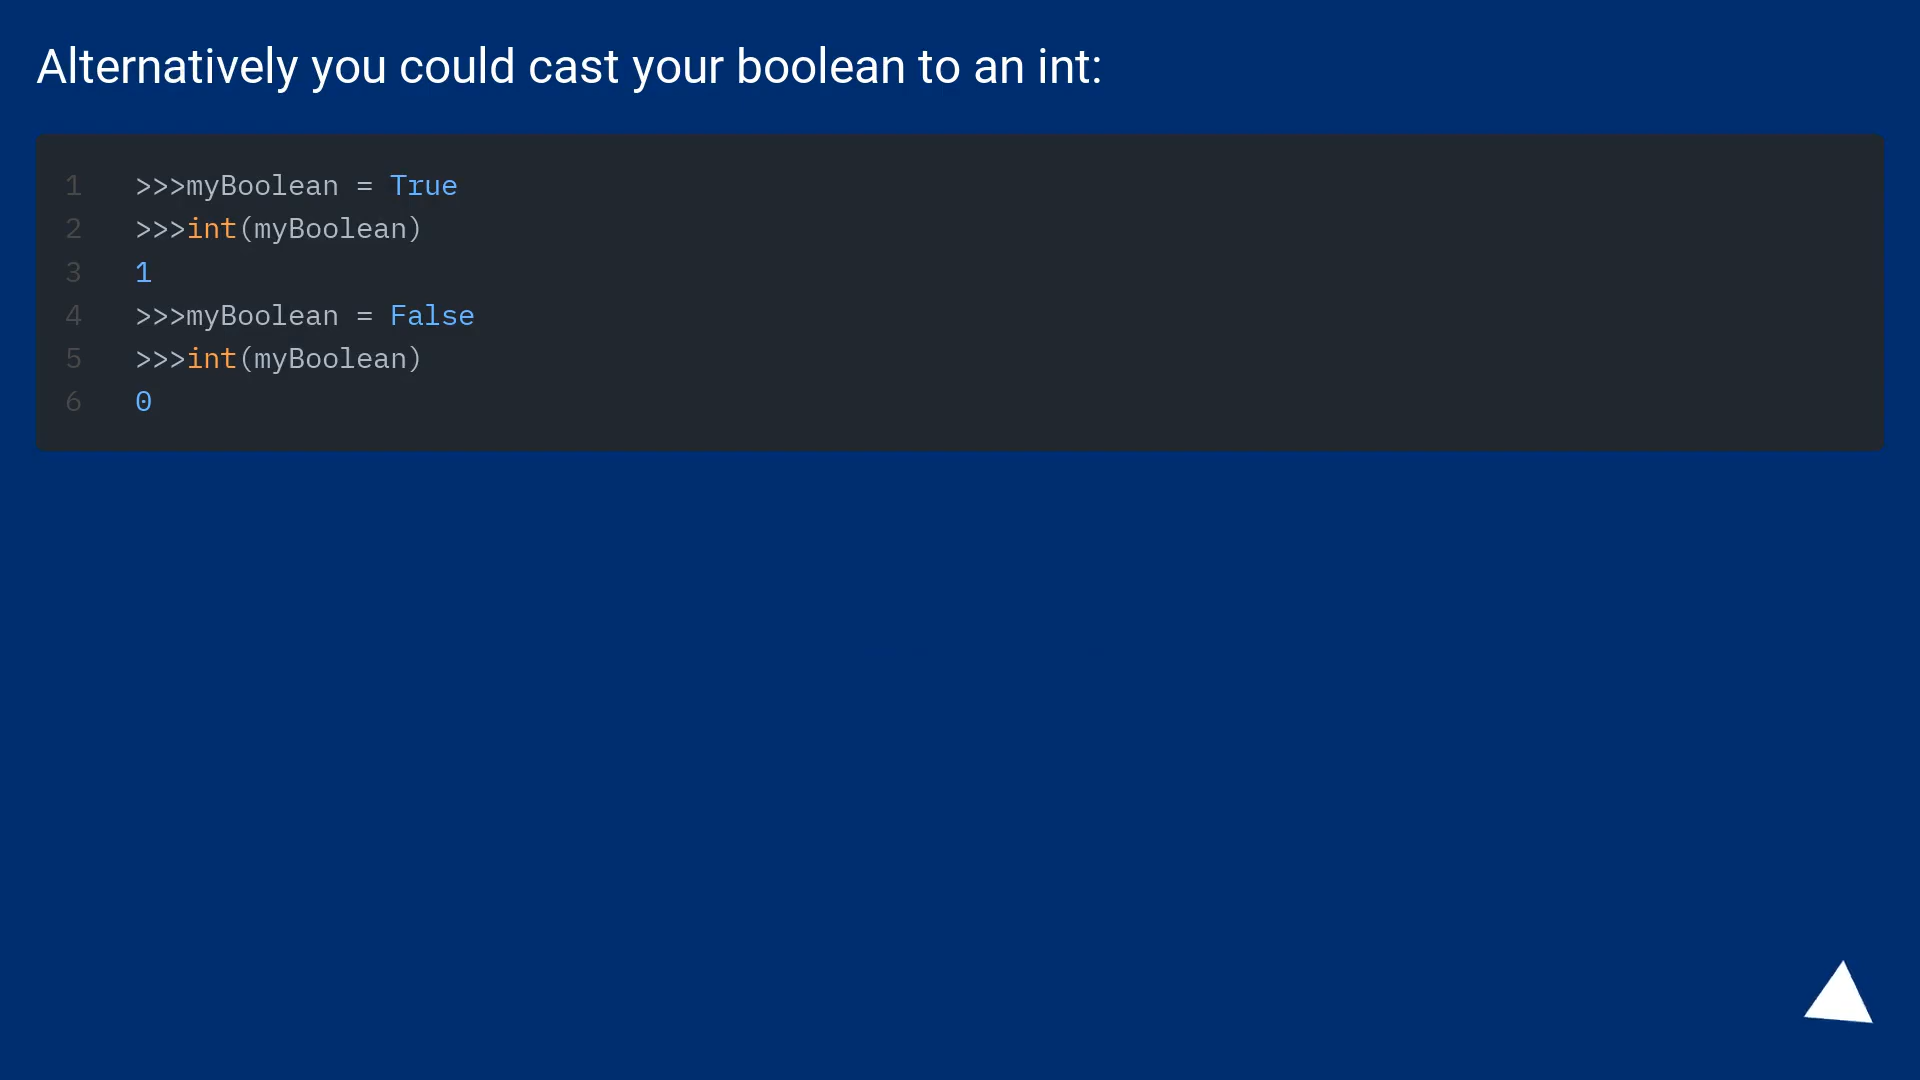 Alternatively you could cast your boolean to an int:
1 >>>myBoolean = True
2 >>>int(myBoolean)
3 1
4 >>>myBoolean = False
5 >>>int(myBoolean)
6 0